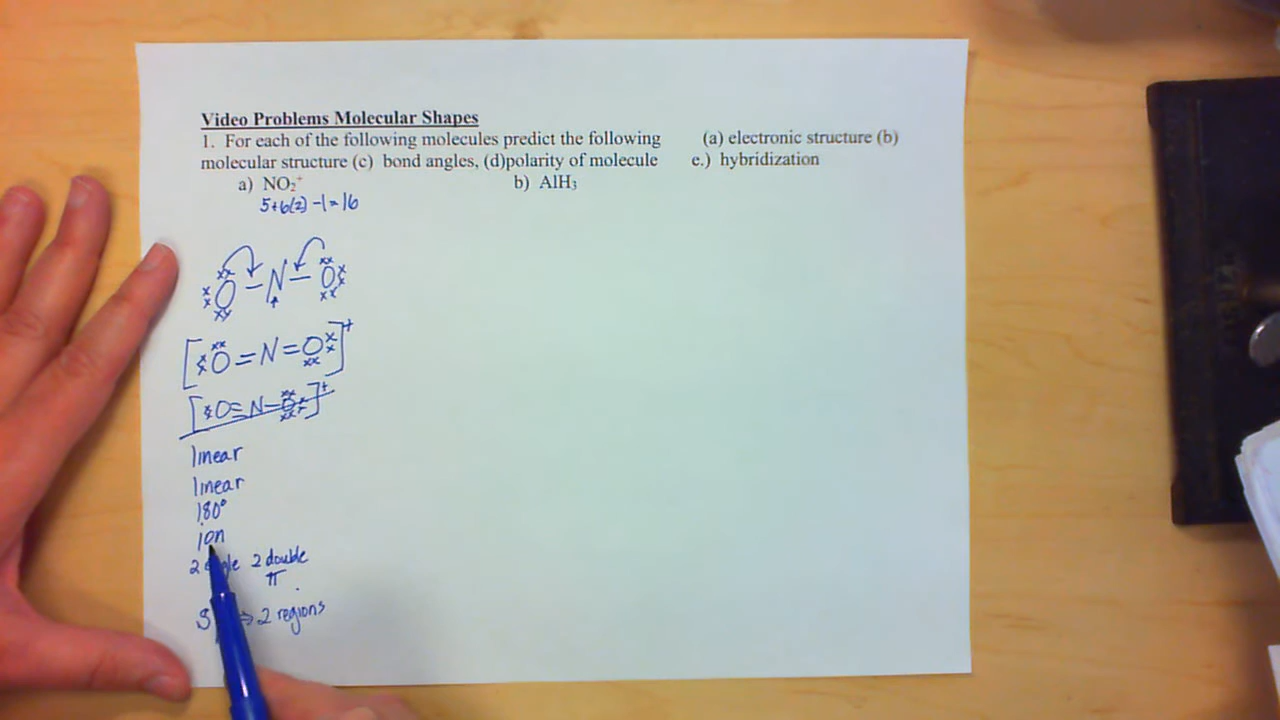 Video Problems Molecular Shapes
1. For each of the following molecules predict the following (a) electronic structure (b)
molecular structure (c) bond angles, (d)polarity of molecule e.) hybridization
a) NO₂⁺ b) AlH₃
5+6(2)-1=16
O-N-O
[O=N=O]⁺
[O=N-O]⁺
linear
linear
180°
ion
2 2 double
π
S ⇒ 2 regions